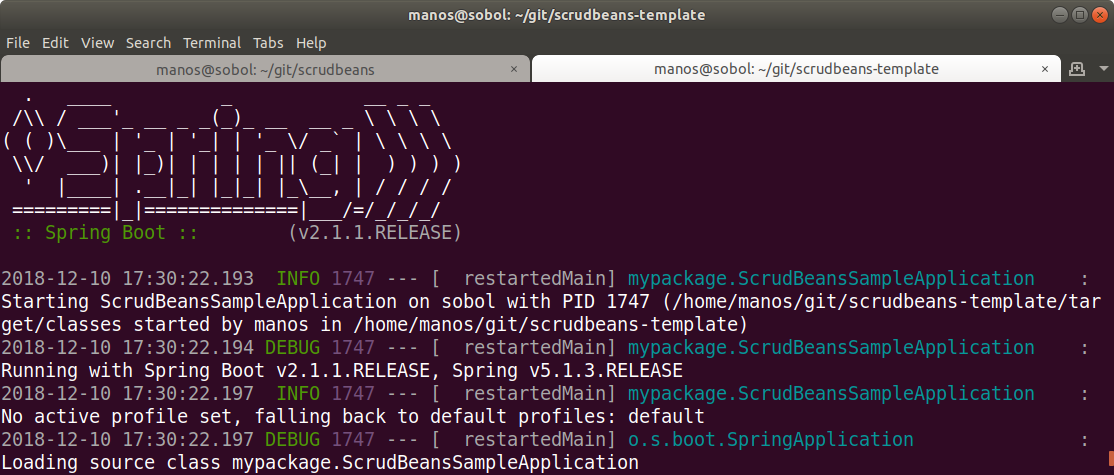 manos@sobol: ~/git/scrudbeans-template
File Edit View Search Terminal Tabs Help
manos@sobol: ~/git/scrudbeans × manos@sobol: ~/git/scrudbeans-template ×
  .   ____          _            __ _ _
 /\\ / ___'_ __ _ _(_)_ __  __ _ \ \ \ \
( ( )\___ | '_ | '_| | '_ \/ _` | \ \ \ \
 \\/  ___)| |_)| | | | | || (_| |  ) ) ) )
  '  |____| .__|_| |_|_| |_\__, | / / / /
 =========|_|==============|___/=/_/_/_/
 :: Spring Boot ::        (v2.1.1.RELEASE)
2018-12-10 17:30:22.193  INFO 1747 --- [  restartedMain] mypackage.ScrudBeansSampleApplication    :
Starting ScrudBeansSampleApplication on sobol with PID 1747 (/home/manos/git/scrudbeans-template/tar
get/classes started by manos in /home/manos/git/scrudbeans-template)
2018-12-10 17:30:22.194 DEBUG 1747 --- [  restartedMain] mypackage.ScrudBeansSampleApplication    :
Running with Spring Boot v2.1.1.RELEASE, Spring v5.1.3.RELEASE
2018-12-10 17:30:22.197  INFO 1747 --- [  restartedMain] mypackage.ScrudBeansSampleApplication    :
No active profile set, falling back to default profiles: default
2018-12-10 17:30:22.197 DEBUG 1747 --- [  restartedMain] o.s.boot.SpringApplication               :
Loading source class mypackage.ScrudBeansSampleApplication